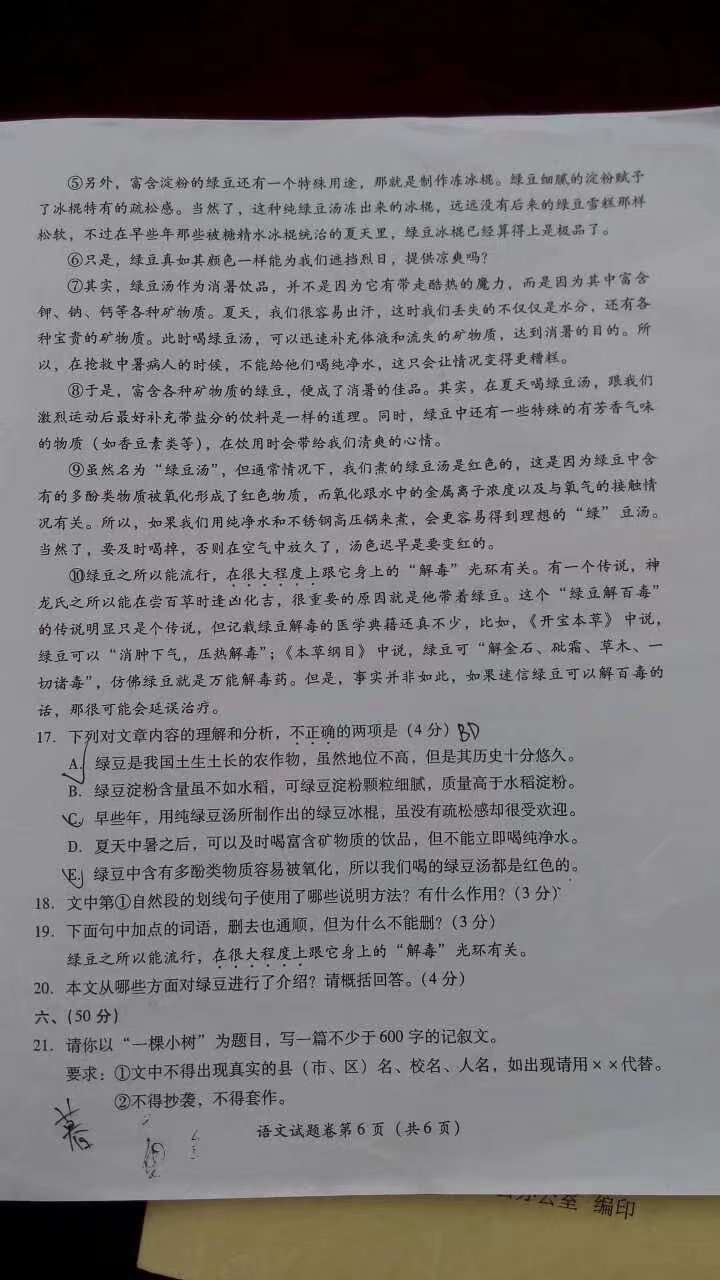 ⑤另外，富含淀粉的绿豆还有一个特殊用途，那就是制作冻冰棍。绿豆细腻的淀粉赋予
了冰棍特有的疏松感。当然了，这种纯绿豆汤冻出来的冰棍，远远没有后来的绿豆雪糕那样
松软，不过在早些年那些被糖精水冰棍统治的夏天里，绿豆冰棍已经算得上是极品了。
⑥只是，绿豆真如其颜色一样能为我们遮挡烈日，提供凉爽吗？
⑦其实，绿豆汤作为消暑饮品，并不是因为它有带走酷热的魔力，而是因为其中富含
钾、钠、钙等各种矿物质。夏天，我们很容易出汗，这时我们丢失的不仅仅是水分，还有各
种宝贵的矿物质。此时喝绿豆汤，可以迅速补充体液和流失的矿物质，达到消暑的目的。所
以，在抢救中暑病人的时候，不能给他们喝纯净水，这只会让情况变得更糟糕。
⑧于是，富含各种矿物质的绿豆，便成了消暑的佳品。其实，在夏天喝绿豆汤，跟我们
激烈运动后最好补充带盐分的饮料是一样的道理。同时，绿豆中还有一些特殊的有芳香气味
的物质（如香豆素类等），在饮用时会带给我们清爽的心情。
⑨虽然名为“绿豆汤”，但通常情况下，我们煮的绿豆汤是红色的，这是因为绿豆中含
有的多酚类物质被氧化形成了红色物质，而氧化跟水中的金属离子浓度以及与氧气的接触情
况有关。所以，如果我们用纯净水和不锈钢高压锅来煮，会更容易得到理想的“绿”豆汤。
当然了，要及时喝掉，否则在空气中放久了，汤色迟早是要变红的。
⑩绿豆之所以能流行，在很大程度上跟它身上的“解毒”光环有关。有一个传说，神
龙氏之所以能在尝百草时逢凶化吉，很重要的原因就是他带着绿豆。这个“绿豆解百毒”
的传说明显只是个传说，但记载绿豆解毒的医学典籍还真不少，比如，《开宝本草》中说，
绿豆可以“消肿下气，压热解毒”；《本草纲目》中说，绿豆可“解金石、砒霜、草木、一
切诸毒”，仿佛绿豆就是万能解毒药。但是，事实并非如此，如果迷信绿豆可以解百毒的
话，那很可能会延误治疗。
17．下列对文章内容的理解和分析，不正确的两项是（4 分）BD
A．绿豆是我国土生土长的农作物，虽然地位不高，但是其历史十分悠久。
B．绿豆淀粉含量虽不如水稻，可绿豆淀粉颗粒细腻，质量高于水稻淀粉。
C．早些年，用纯绿豆汤所制作出的绿豆冰棍，虽没有疏松感却很受欢迎。
D．夏天中暑之后，可以及时喝富含矿物质的饮品，但不能立即喝纯净水。
E．绿豆中含有多酚类物质容易被氧化，所以我们喝的绿豆汤都是红色的。
18．文中第①自然段的划线句子使用了哪些说明方法？有什么作用？（3 分）
19．下面句中加点的词语，删去也通顺，但为什么不能删？（3 分）
绿豆之所以能流行，在很大程度上跟它身上的“解毒”光环有关。
20．本文从哪些方面对绿豆进行了介绍？请概括回答。（4 分）
六、（50 分）
21．请你以“一棵小树”为题目，写一篇不少于 600 字的记叙文。
要求：①文中不得出现真实的县（市、区）名、校名、人名，如出现请用××代替。
②不得抄袭，不得套作。
语文试题卷第 6 页（共 6 页）
公室 编印